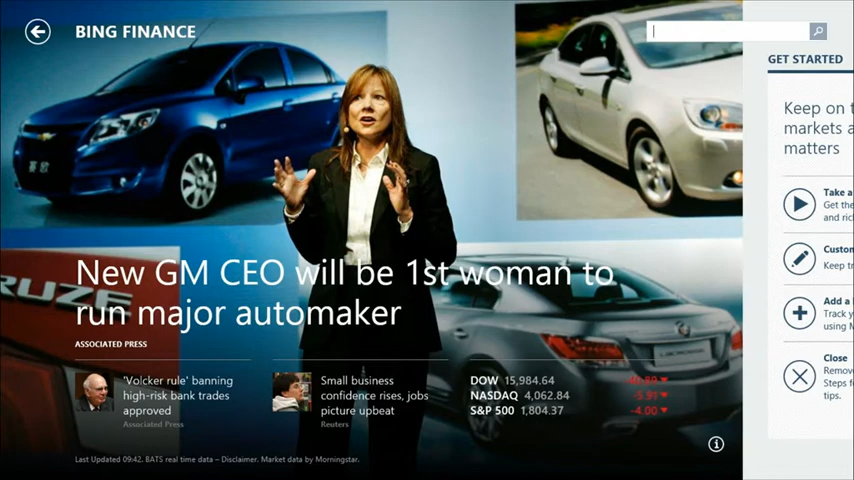 BING FINANCE
GET STARTED
New GM CEO will be 1st woman to
run major automaker
ASSOCIATED PRESS
'Volcker rule' banning
high-risk bank trades
approved
Associated Press
Small business
confidence rises, jobs
picture upbeat
Reuters
DOW 15,984.64
NASDAQ 4,062.84 -5.91
S&P 500 1,804.37 -4.00
Last Updated 09:42. BATS real time data – Disclaimer. Market data by Morningstar.
Keep on
markets a
matters
Take a
Get the
and ric
Custom
Keep tr
Add a
Track y
using M
Close
Remov
Steps f
tips.
RUZE
LACROSSE